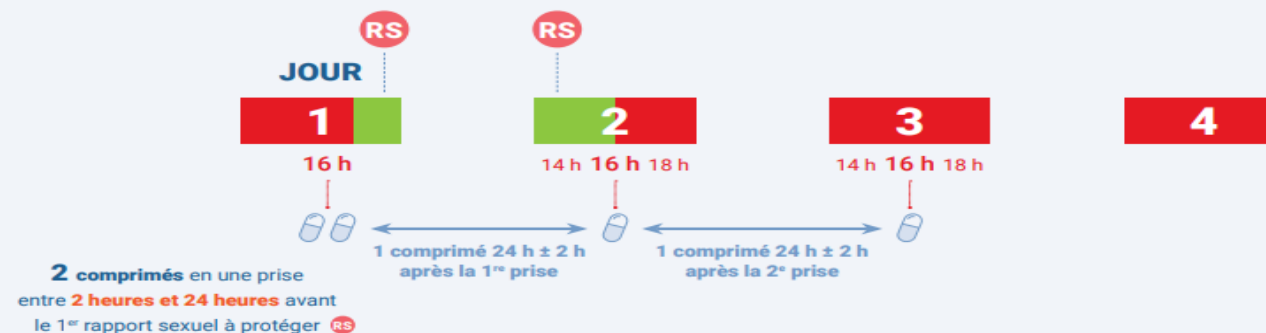 RS RS
JOUR
1 2 3 4
16 h 14 h 16 h 18 h 14 h 16 h 18 h
1 comprimé 24 h ± 2 h 1 comprimé 24 h ± 2 h
après la 1re prise après la 2e prise
2 comprimés en une prise
entre 2 heures et 24 heures avant
le 1er rapport sexuel à protéger RS